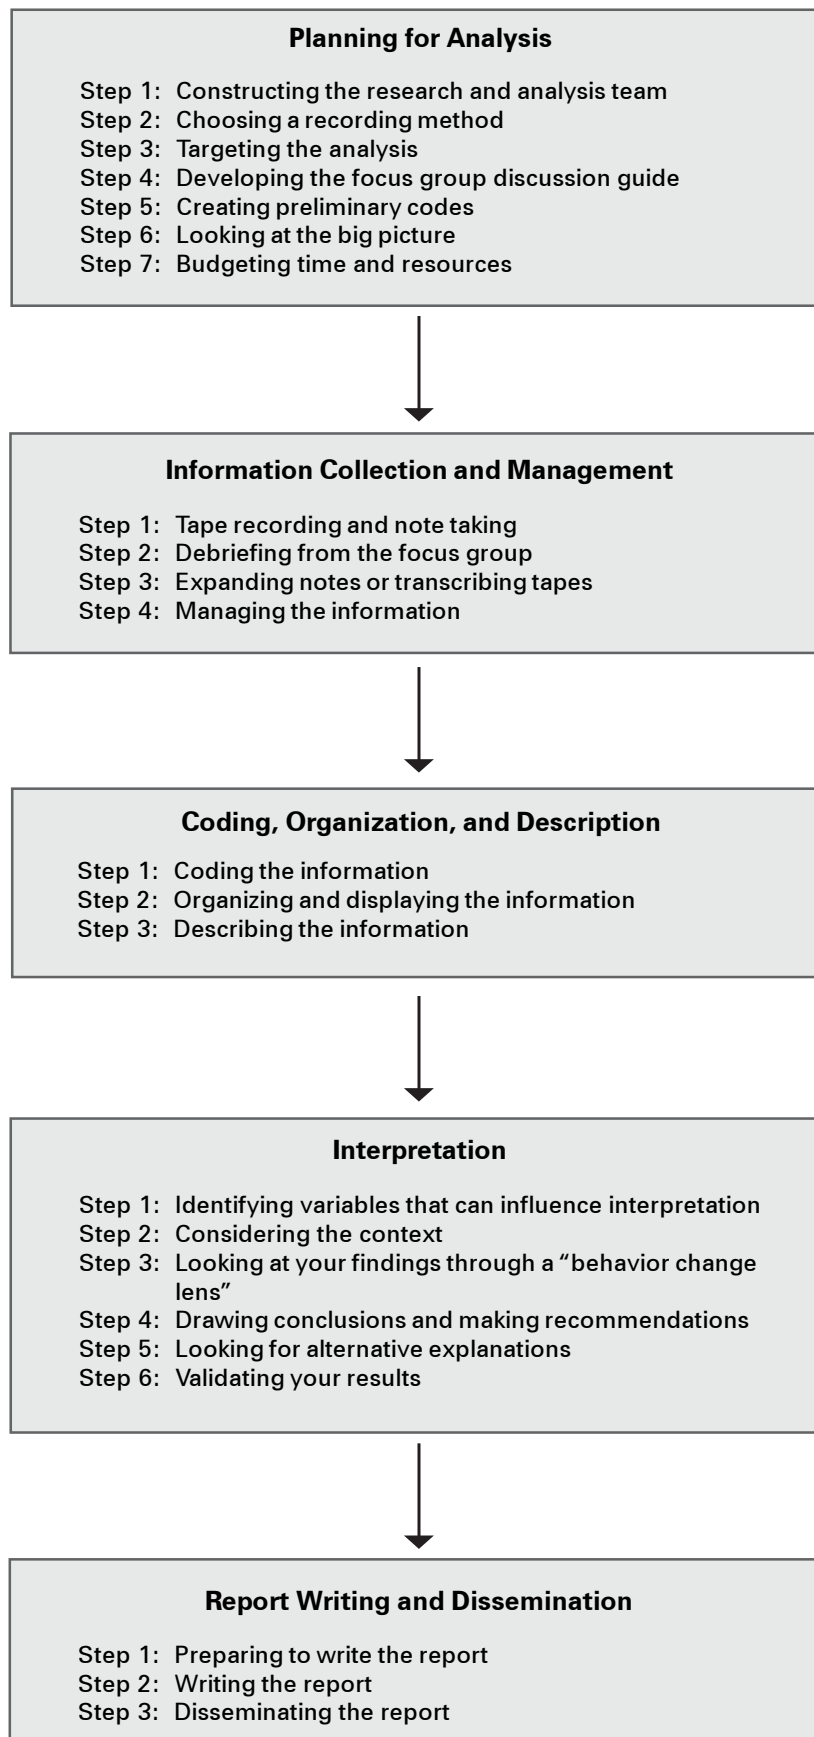 Planning for Analysis
Step 1: Constructing the research and analysis team
Step 2: Choosing a recording method
Step 3: Targeting the analysis
Step 4: Developing the focus group discussion guide
Step 5: Creating preliminary codes
Step 6: Looking at the big picture
Step 7: Budgeting time and resources
Information Collection and Management
Step 1: Tape recording and note taking
Step 2: Debriefing from the focus group
Step 3: Expanding notes or transcribing tapes
Step 4: Managing the information
Coding, Organization, and Description
Step 1: Coding the information
Step 2: Organizing and displaying the information
Step 3: Describing the information
Interpretation
Step 1: Identifying variables that can influence interpretation
Step 2: Considering the context
Step 3: Looking at your findings through a “behavior change
lens”
Step 4: Drawing conclusions and making recommendations
Step 5: Looking for alternative explanations
Step 6: Validating your results
Report Writing and Dissemination
Step 1: Preparing to write the report
Step 2: Writing the report
Step 3: Disseminating the report